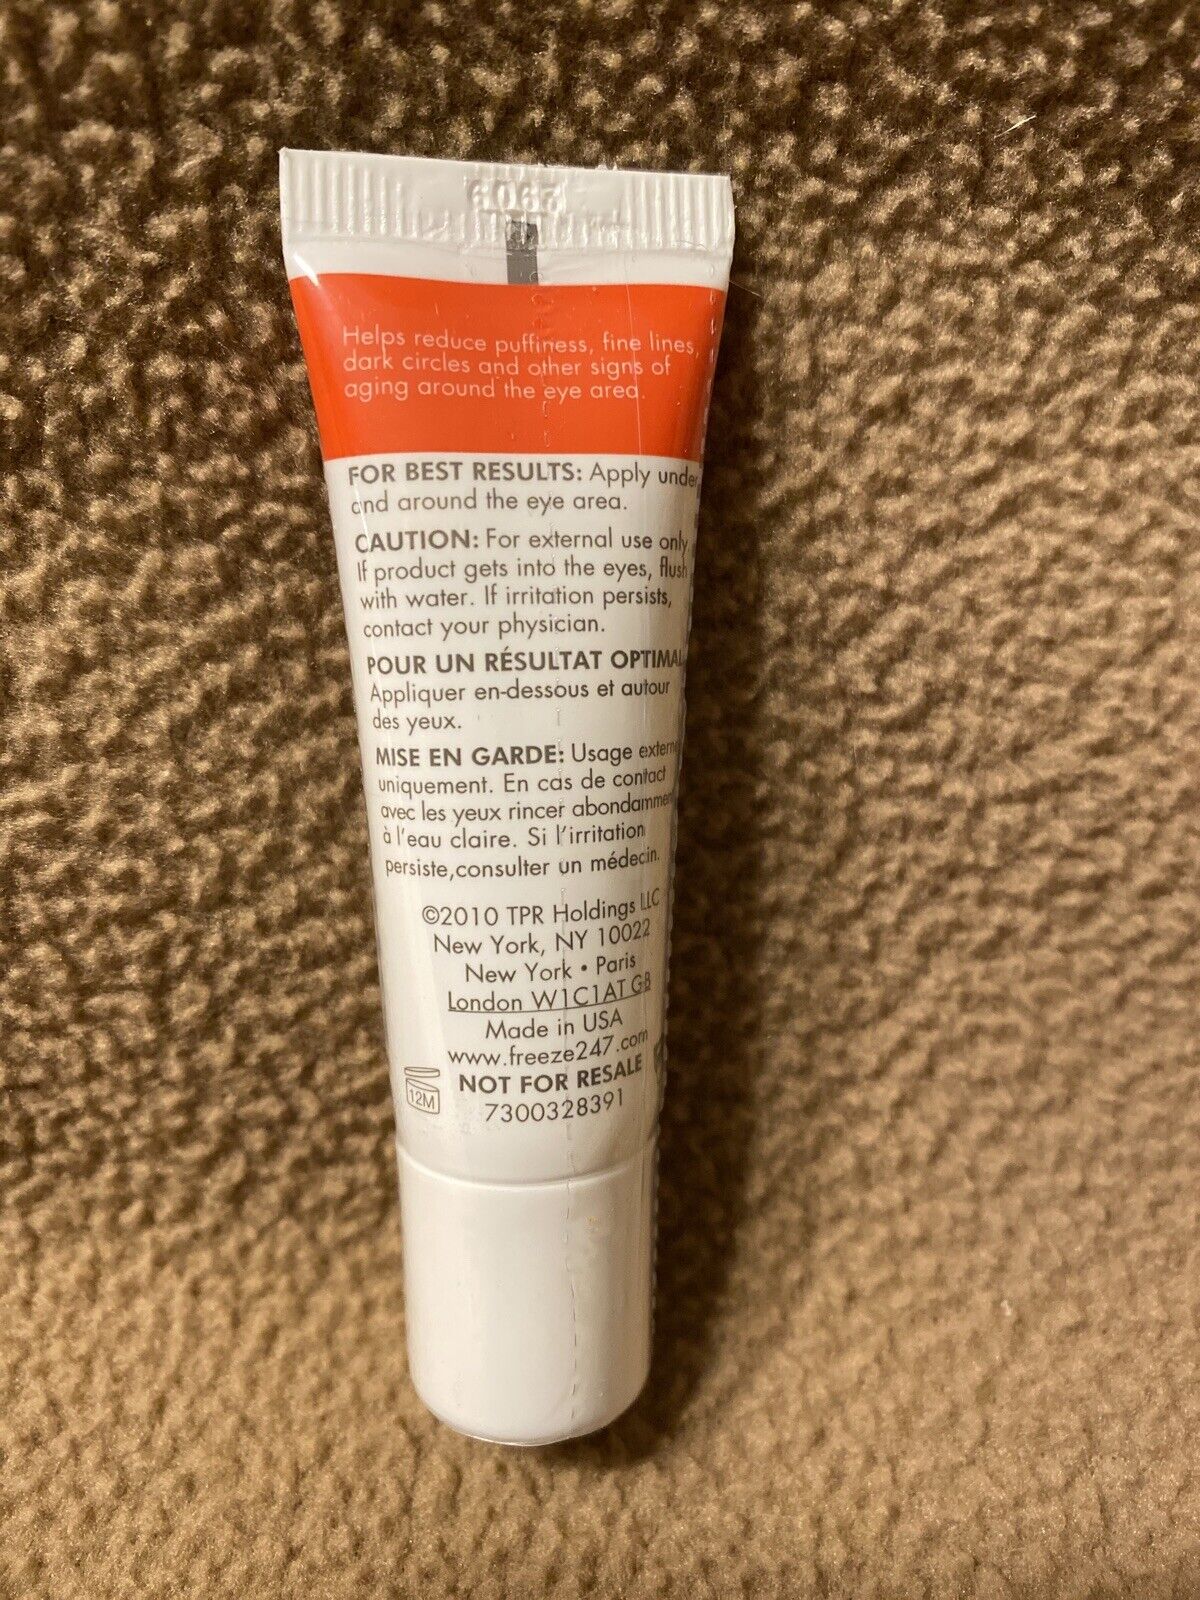 Helps reduce puffiness, fine lines,
dark circles and other signs of
aging around the eye area.
FOR BEST RESULTS: Apply under
and around the eye area.
CAUTION: For external use only
If product gets into the eyes, flush
with water. If irritation persists,
contact your physician.
POUR UN RÉSULTAT OPTIMAL
Appliquer en-dessous et autour
des yeux.
MISE EN GARDE: Usage extern
uniquement. En cas de contact
avec les yeux rincer abondammen
à l'eau claire. Si l'irritation
persiste,consulter un médecin.
©2010 TPR Holdings LLC
New York, NY 10022
New York • Paris
London W1C1AT GB
Made in USA
www.freeze247.com
NOT FOR RESALE
12M
7300328391